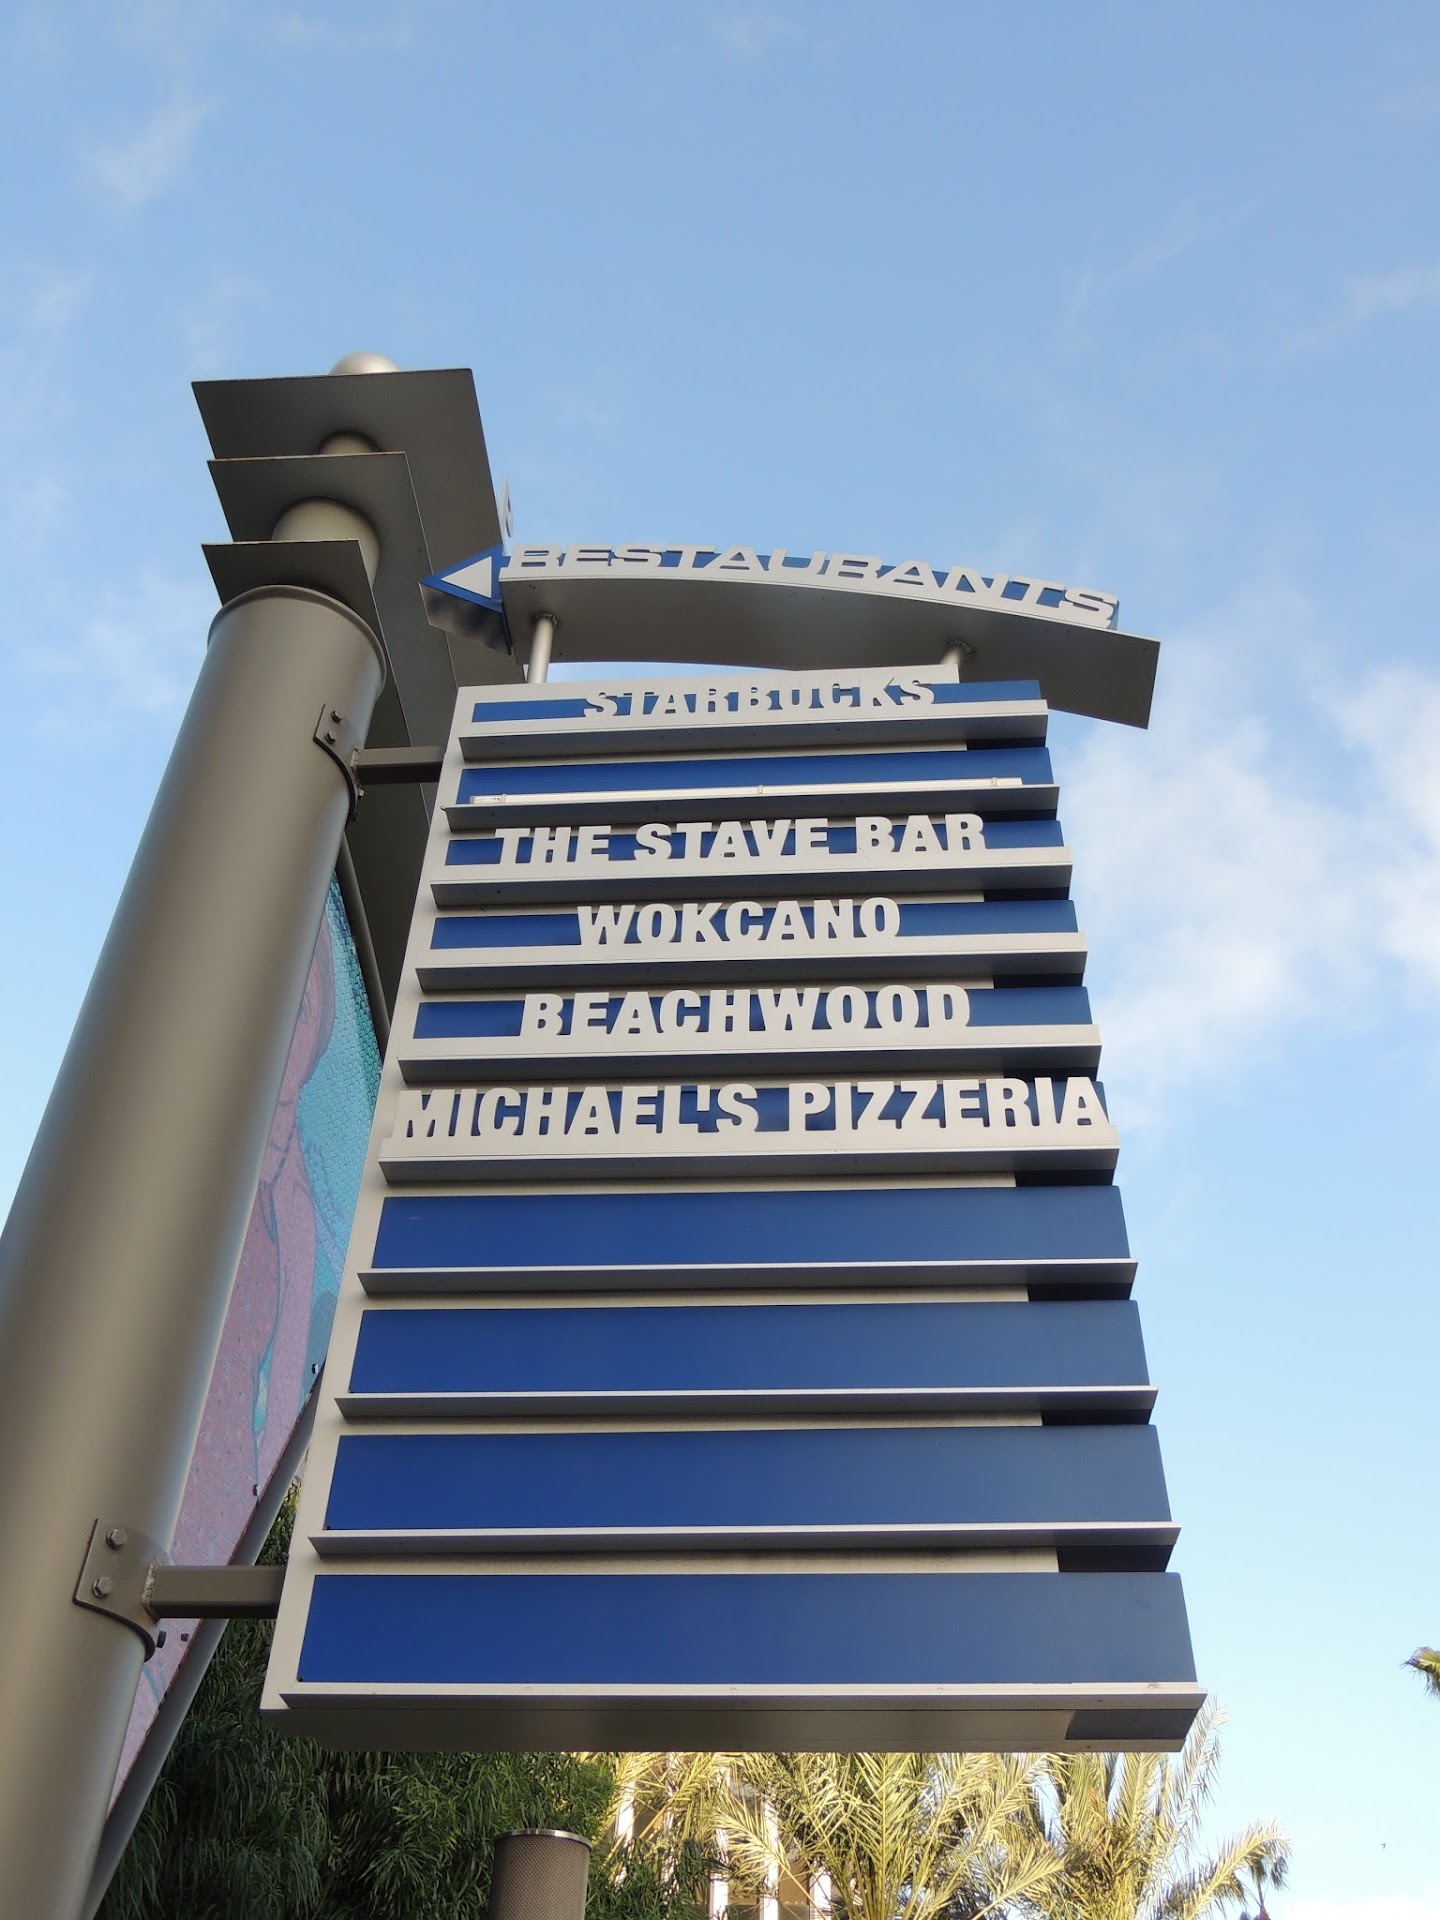 RESTAURANTS
STARBUCKS
THE STAVE BAR
WOKCANO
BEACHWOOD
MICHAEL'S PIZZERIA